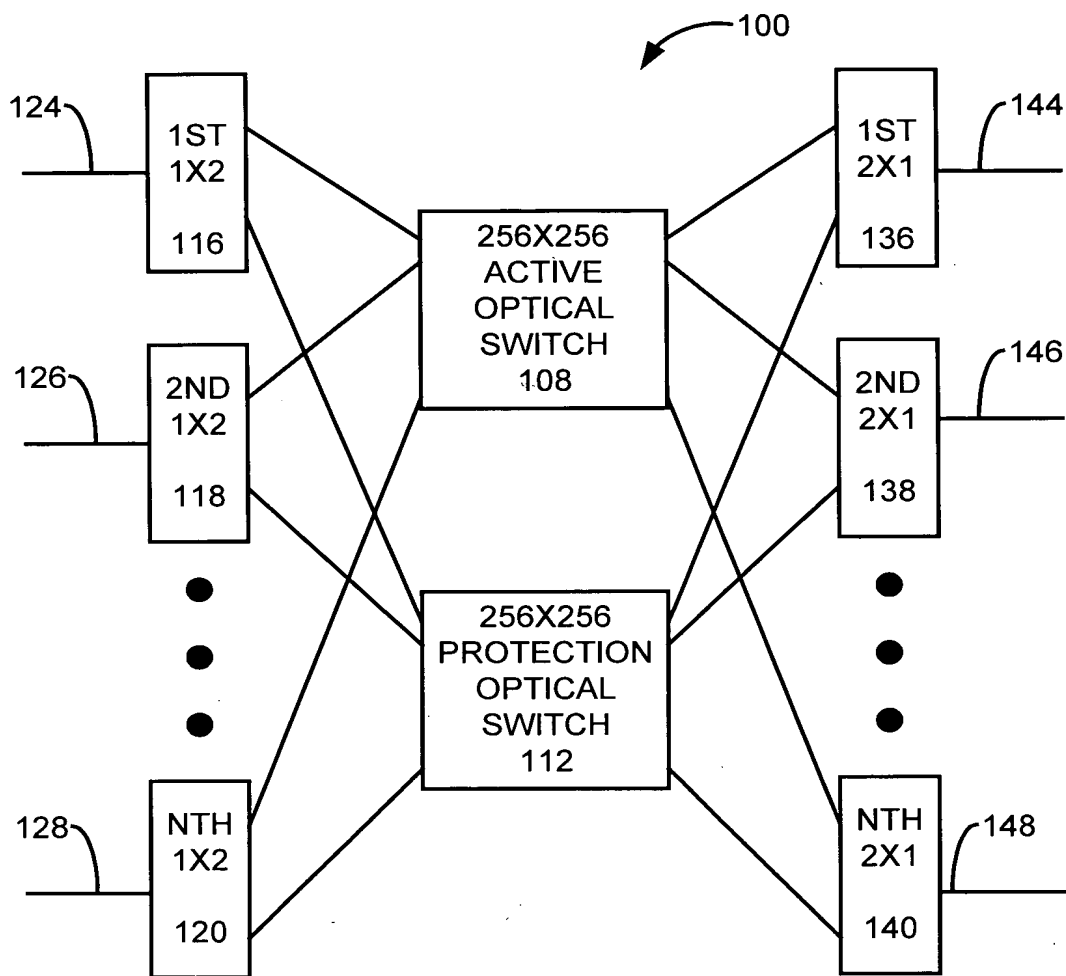 100
124
1ST
1X2
116
1ST
2X1
136
144
256X256
ACTIVE
OPTICAL
SWITCH
108
126
2ND
1X2
118
2ND
2X1
138
146
256X256
PROTECTION
OPTICAL
SWITCH
112
128
NTH
1X2
120
NTH
2X1
140
148